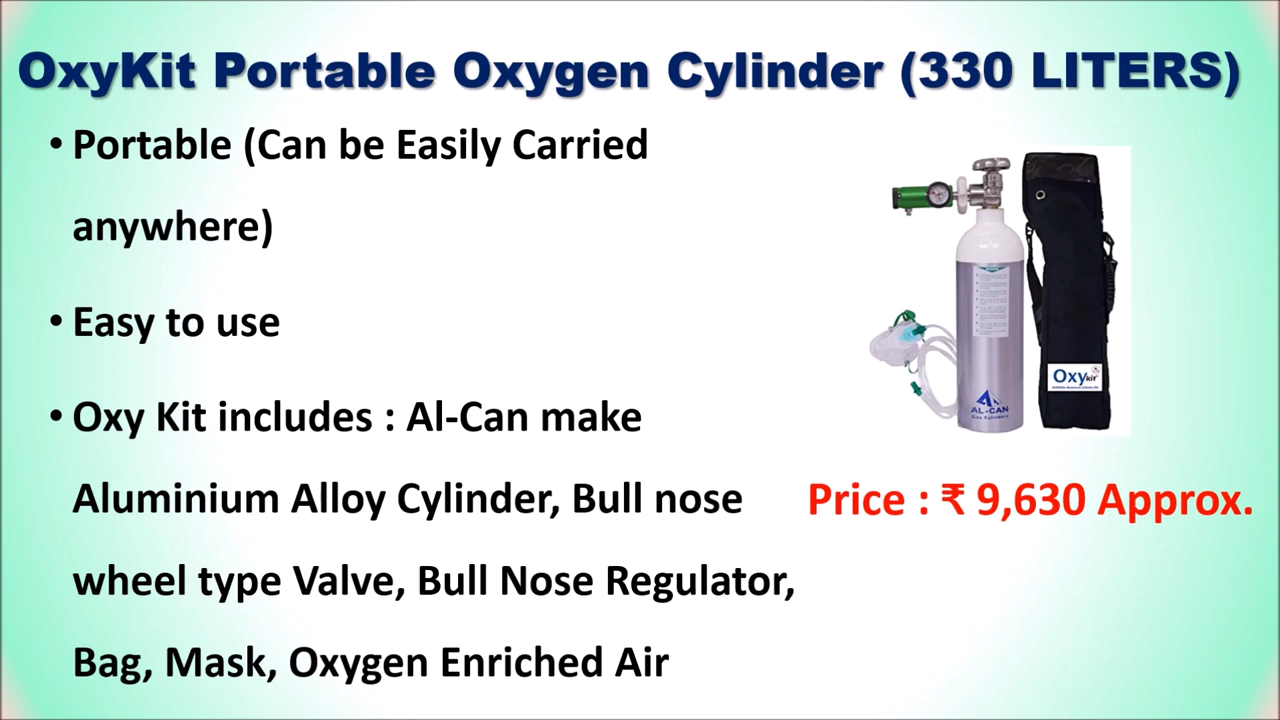 OxyKit Portable Oxygen Cylinder (330 LITERS)
• Portable (Can be Easily Carried
anywhere)
• Easy to use
• Oxy Kit includes : Al-Can make
Aluminium Alloy Cylinder, Bull nose
wheel type Valve, Bull Nose Regulator,
Bag, Mask, Oxygen Enriched Air
AL-CAN
Gas Cylinders
Oxykit
Price : ₹ 9,630 Approx.